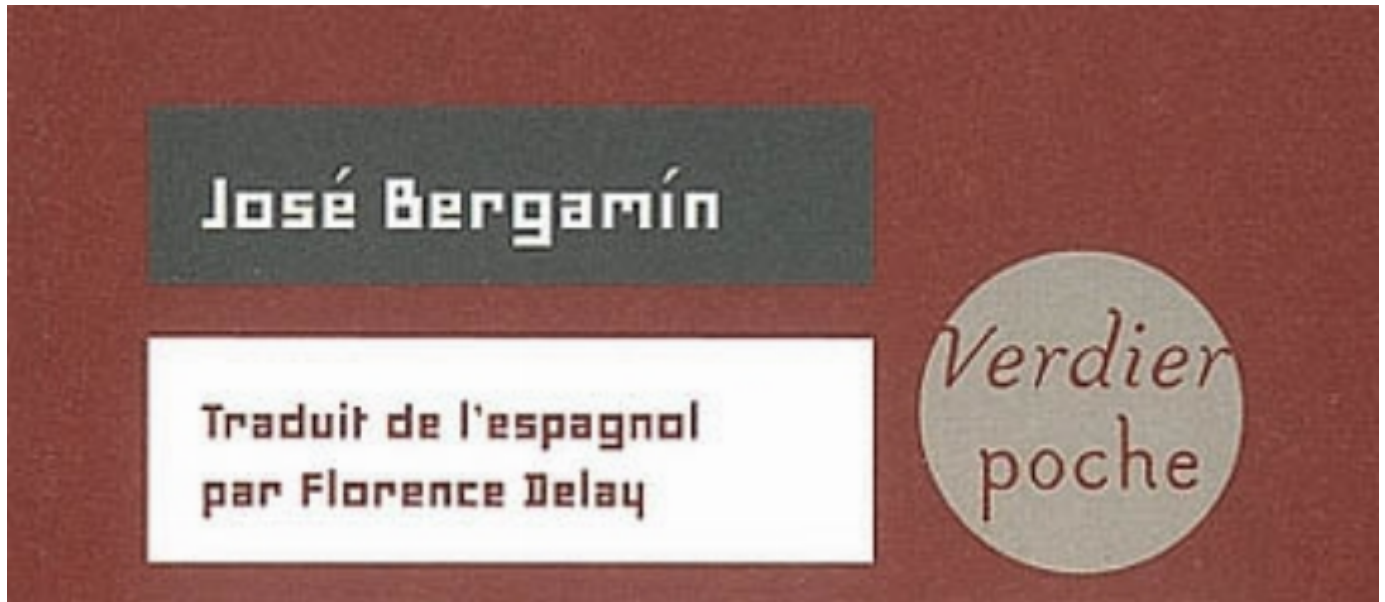 José Bergamín
Traduit de l'espagnol
par Florence Delay
Verdier
poche